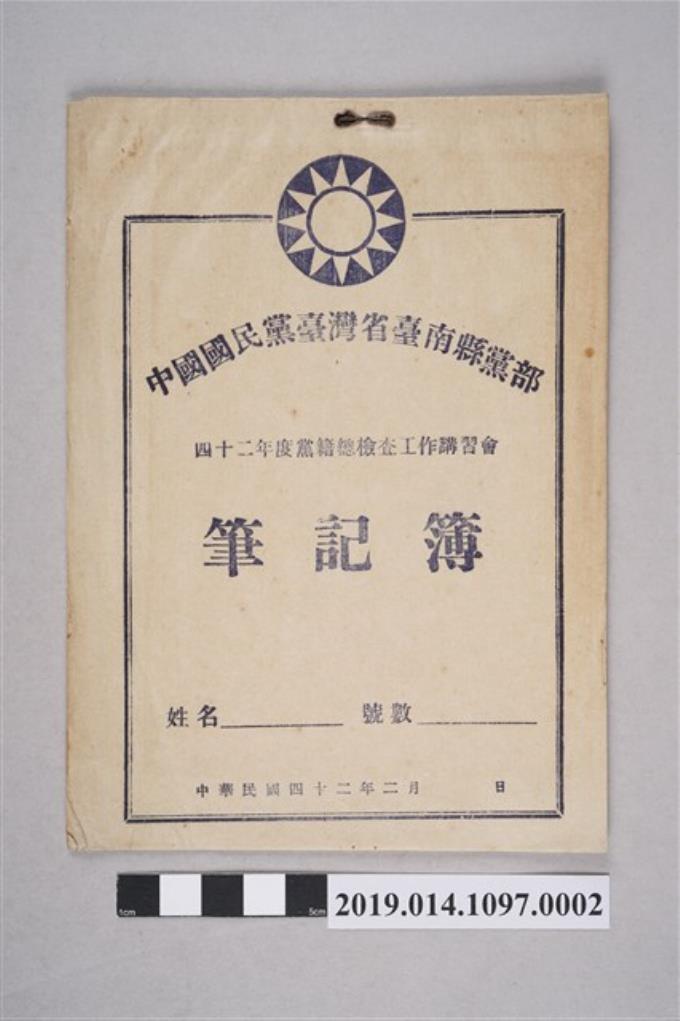 中國國民黨臺灣省臺南縣黨部
四十二年度黨籍總檢查工作講習會
筆記簿
姓名 號數
中華民國四十二年二月 日
1cm 5cm
2019.014.1097.0002